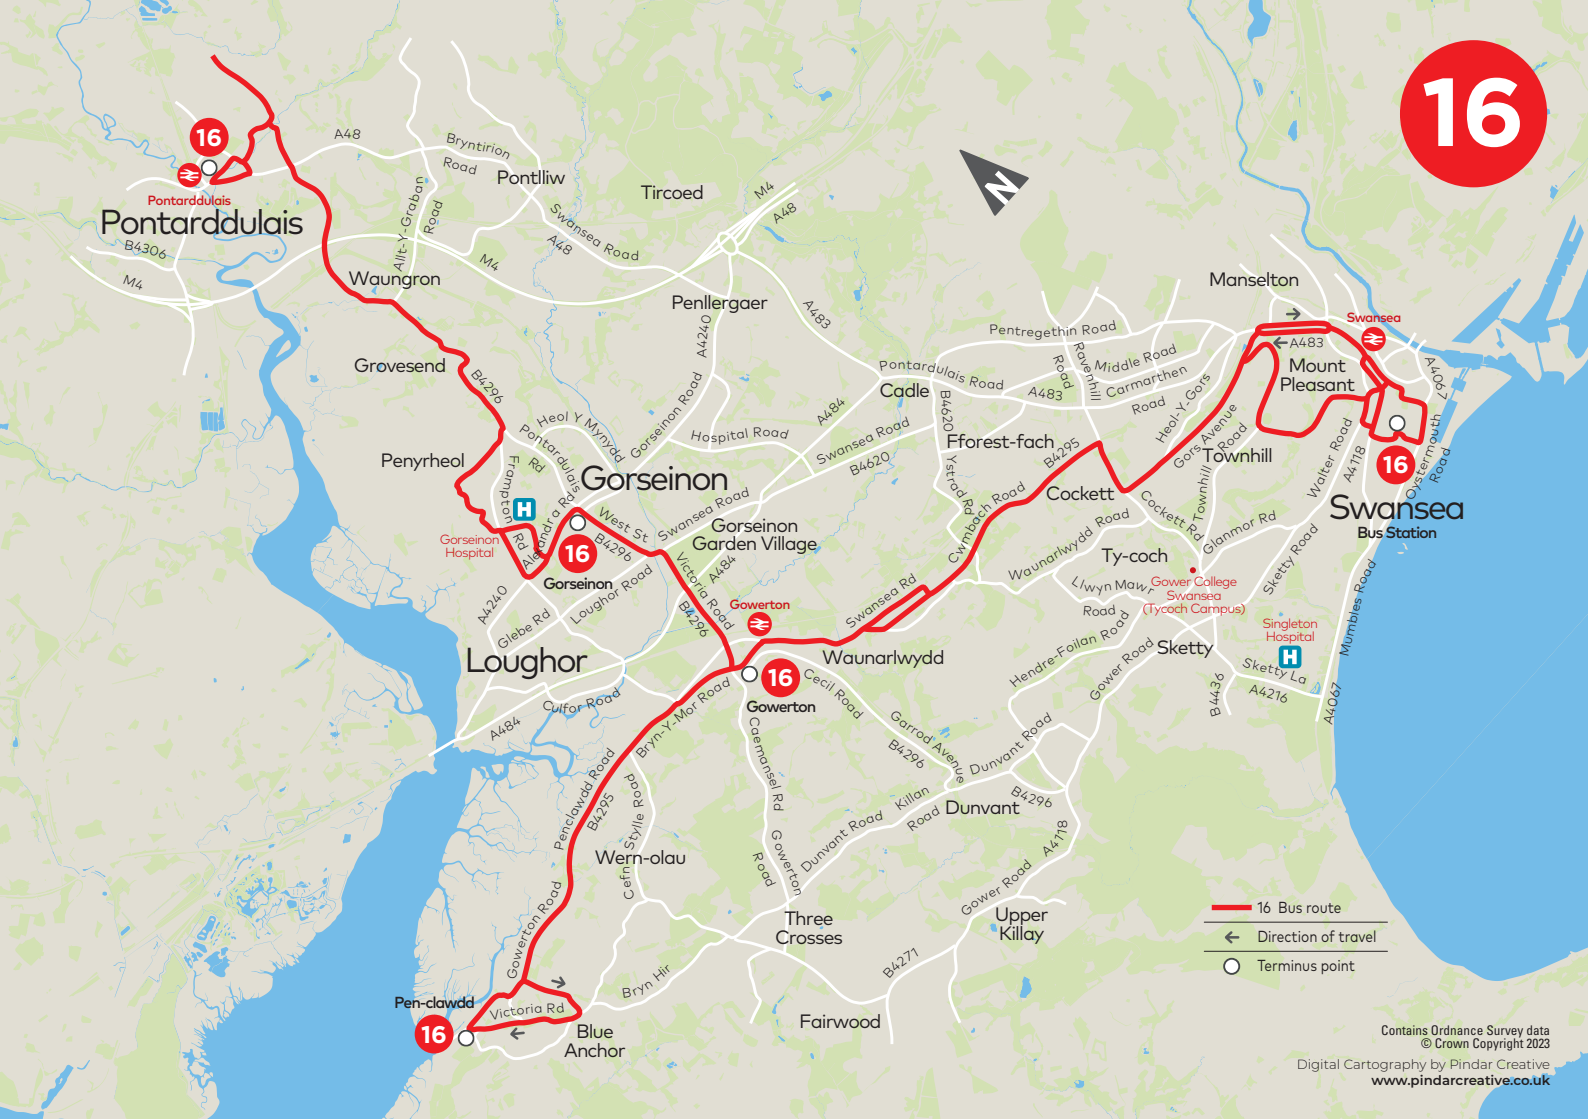 16
16
Pontarddulais
Pontarddulais
A48
Bryntirion
Road
Pontlliw
Tircoed
M4
A48
N
Allt-Y-Graban
Road
Swansea Road
A48
B4306
M4
M4
Waungron
Penllergaer
A4240
A483
Manselton
Swansea
A483
Mount
Pleasant
A4067
Pentregethin Road
Ravenhill
Road
Middle Road
Carmarthen
Road
Pontardulais Road
A483
Cadle
Heol-Y-Gors
Gors Avenue
Grovesend
B4296
Heol Y Mynydd
Pontardulais
Rd
Gorseinon Road
Hospital Road
A484
Swansea Road
B4620
B4620
Fforest-fach
Ystrad Rd
B4295
Townhill
Townhill Road
Walter Road
A4118
Oystermouth
Road
16
Swansea
Bus Station
Penyrheol
Frampton
Rd
H
Gorseinon
Hospital
Alexandra Rd
Gorseinon
West St
B4296
Swansea Road
Gorseinon
Garden Village
16
Gorseinon
Victoria Road
B4296
A484
Cockett
Cockett Rd
Cwmbach Road
Waunarlwydd Road
Glanmor Rd
Ty-coch
Llwyn Mawr
Road
Gower College
Swansea
(Tycoch Campus)
Sketty Road
Mumbles Road
Singleton
Hospital
H
Sketty
Sketty La
A4216
B4436
A4067
A4240
Glebe Rd
Loughor Road
Loughor
Gowerton
Swansea Rd
Waunarlwydd
16
Gowerton
Hendre-Foilan Road
Gower Road
Culfor Road
A484
Bryn-Y-Mor Road
Cecil Road
Garrod Avenue
B4296
Dunvant Road
B4296
Dunvant
Caemansel Rd
Penclawdd Road
B4295
Cefn Stylle Road
Wern-olau
Gowerton
Road
Dunvant Road
Killan
Road
A4118
Gower Road
Upper
Killay
Three
Crosses
Gowerton Road
Bryn Hir
B4271
Fairwood
Pen-clawdd
16
Victoria Rd
Blue
Anchor
16 Bus route
Direction of travel
Terminus point
Contains Ordnance Survey data
© Crown Copyright 2023
Digital Cartography by Pindar Creative
www.pindarcreative.co.uk